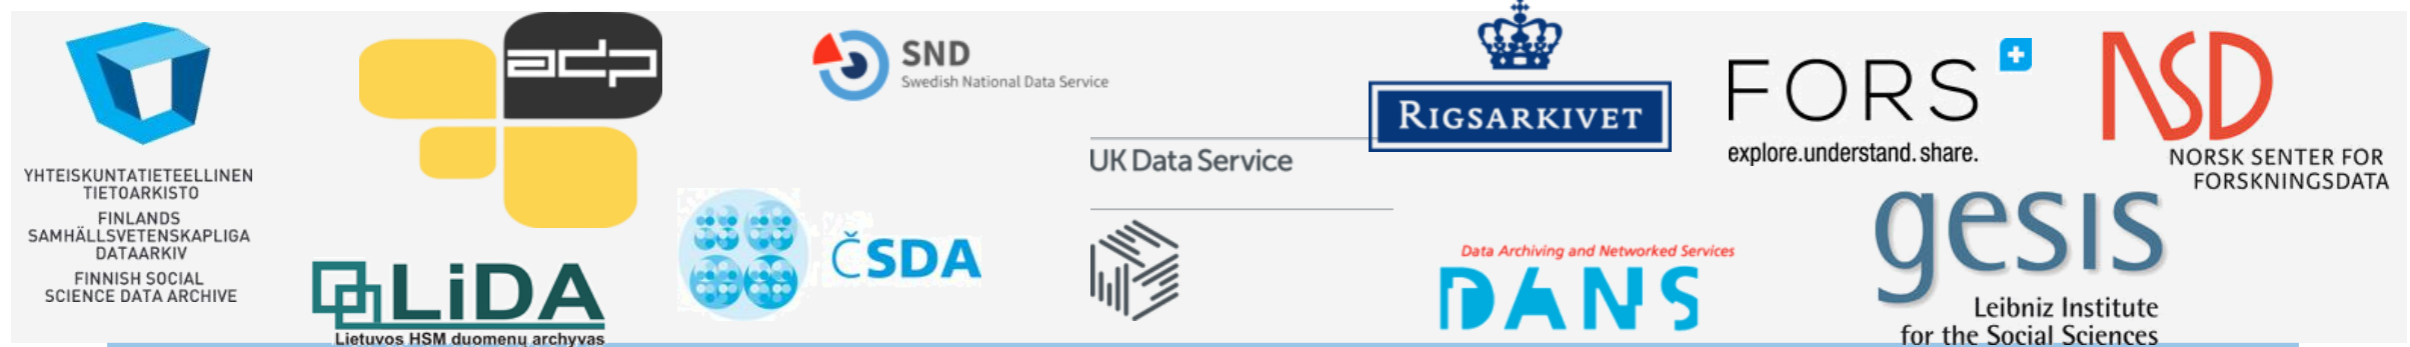 YHTEISKUNTATIETEELLINEN
TIETOARKISTO
FINLANDS
SAMHÄLLSVETENSKAPLIGA
DATAARKIV
FINNISH SOCIAL
SCIENCE DATA ARCHIVE
adp
LiDA
Lietuvos HSM duomenų archyvas
SND
Swedish National Data Service
ČSDA
UK Data Service
RIGSARKIVET
Data Archiving and Networked Services
DANS
FORS
explore.understand.share.
NSD
NORSK SENTER FOR
FORSKNINGSDATA
gesis
Leibniz Institute
for the Social Sciences